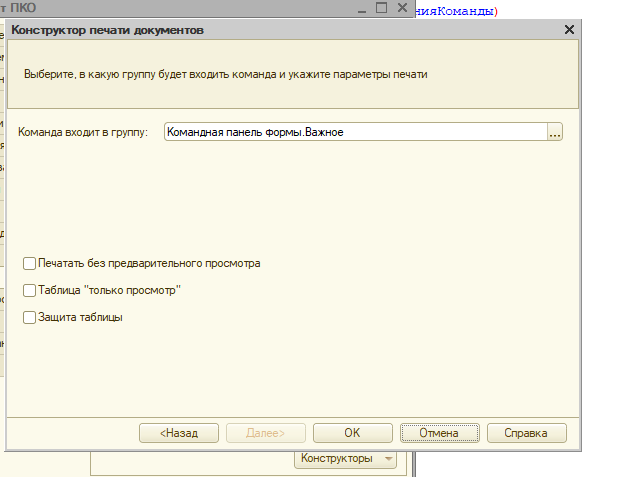 т ПКО
нияКоманды)
Конструктор печати документов
Выберите, в какую группу будет входить команда и укажите параметры печати
Команда входит в группу: Командная панель формы.Важное ...
Печатать без предварительного просмотра
Таблица "только просмотр"
Защита таблицы
<Назад Далее> ОК Отмена Справка
Конструкторы